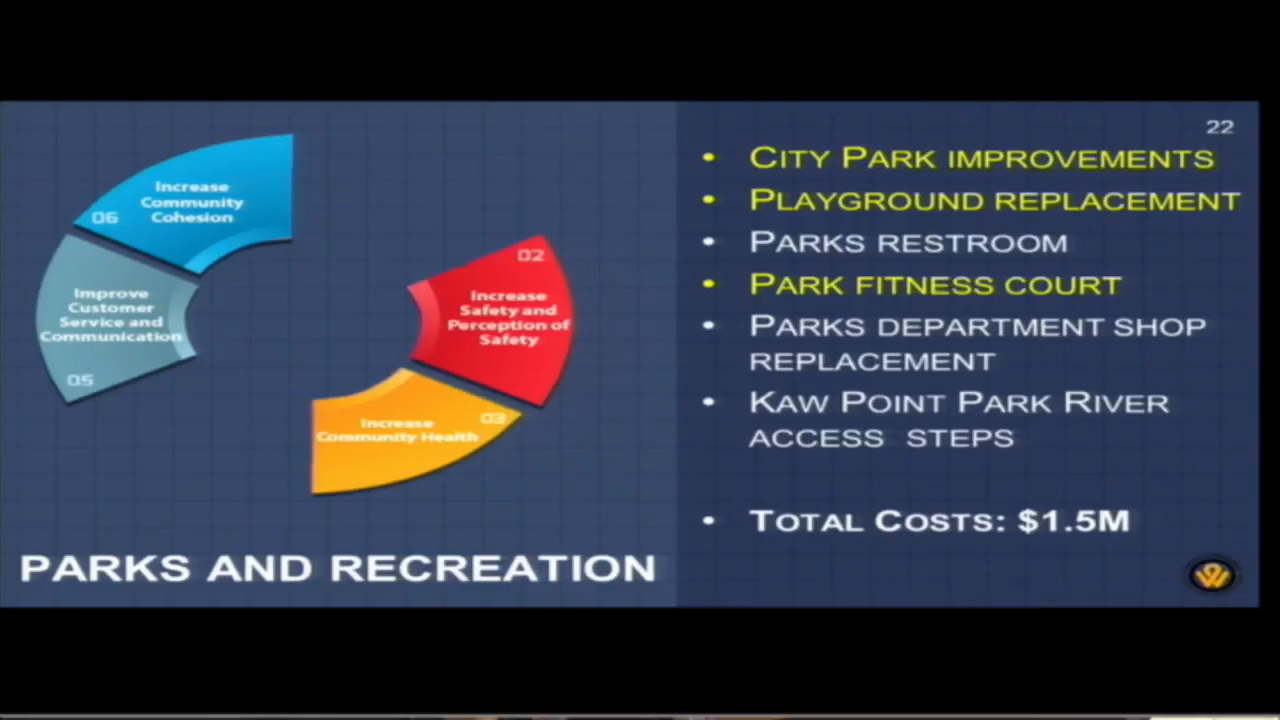 22
Increase
Community
Cohesion
06
02
Increase
Safety and
Perception of
Safety
Improve
Customer
Service and
Communication
05
03
Increase
Community Health
PARKS AND RECREATION
• CITY PARK IMPROVEMENTS
• PLAYGROUND REPLACEMENT
• PARKS RESTROOM
• PARK FITNESS COURT
• PARKS DEPARTMENT SHOP
REPLACEMENT
• KAW POINT PARK RIVER
ACCESS STEPS
• TOTAL COSTS: $1.5M